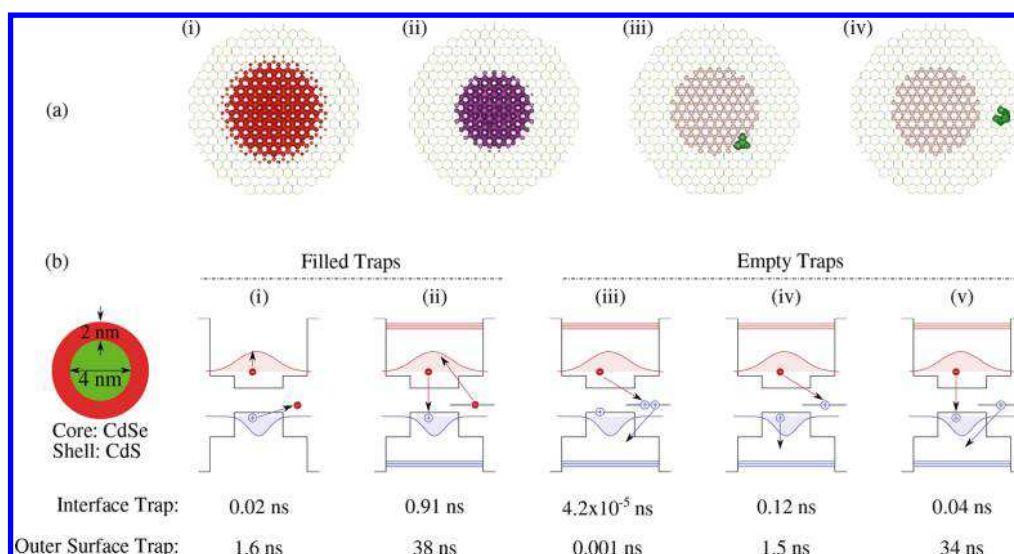 (i) (ii) (iii) (iv)
(a)
(b)
Filled Traps Empty Traps
(i) (ii) (iii) (iv) (v)
2 nm
4 nm
Core: CdSe
Shell: CdS
Interface Trap: 0.02 ns 0.91 ns 4.2x10⁻⁵ ns 0.12 ns 0.04 ns
Outer Surface Trap: 1.6 ns 38 ns 0.001 ns 1.5 ns 34 ns